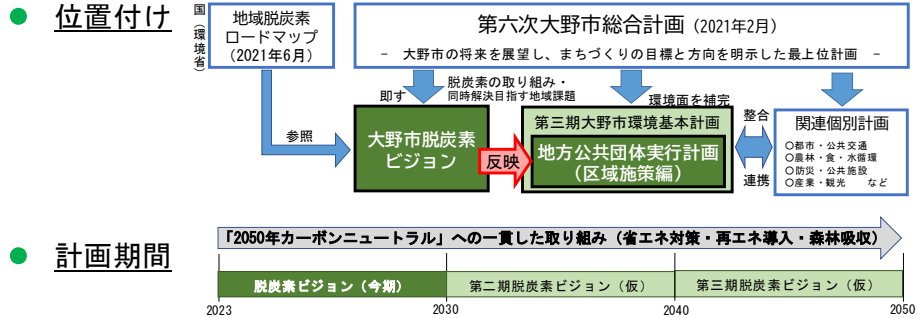 位置付け
国（環境省）
地域脱炭素
ロードマップ
(2021年6月)
第六次大野市総合計画 (2021年2月)
－ 大野市の将来を展望し、まちづくりの目標と方向を明示した最上位計画 －
即す
脱炭素の取り組み・
同時解決目指す地域課題
環境面を補完
参照
大野市脱炭素
ビジョン
反映
第三期大野市環境基本計画
地方公共団体実行計画
（区域施策編）
整合
連携
関連個別計画
○都市・公共交通
○農林・食・水循環
○防災・公共施設
○産業・観光 など
計画期間
「2050年カーボンニュートラル」への一貫した取り組み（省エネ対策・再エネ導入・森林吸収）
脱炭素ビジョン（今期）
第二期脱炭素ビジョン（仮）
第三期脱炭素ビジョン（仮）
2023
2030
2040
2050